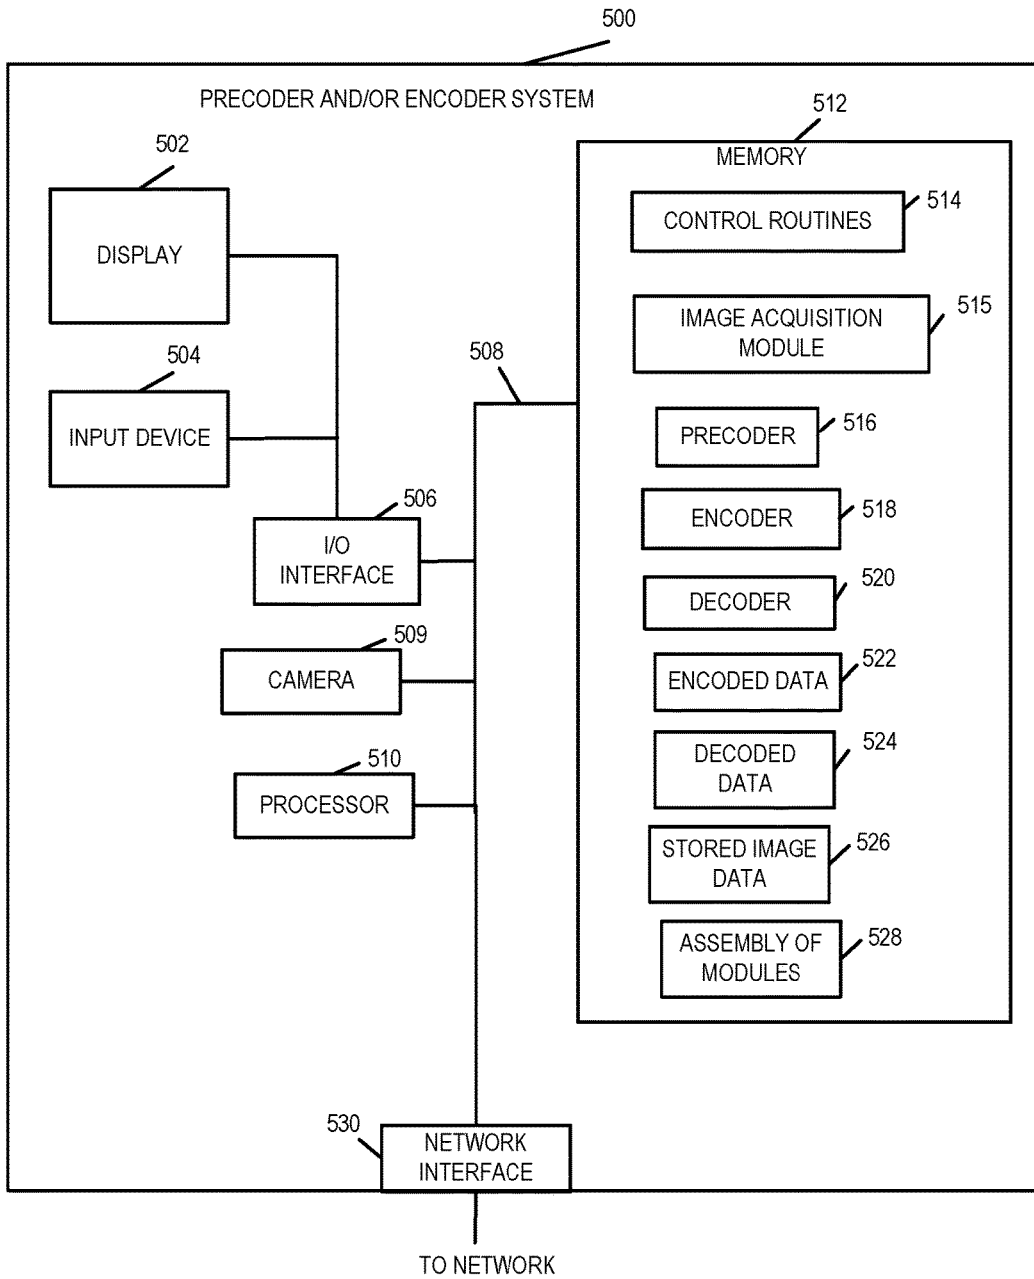 500
PRECODER AND/OR ENCODER SYSTEM
502
DISPLAY
504
INPUT DEVICE
506
I/O
INTERFACE
508
509
CAMERA
510
PROCESSOR
512
MEMORY
514
CONTROL ROUTINES
515
IMAGE ACQUISITION
MODULE
516
PRECODER
518
ENCODER
520
DECODER
522
ENCODED DATA
524
DECODED
DATA
526
STORED IMAGE
DATA
528
ASSEMBLY OF
MODULES
530
NETWORK
INTERFACE
TO NETWORK